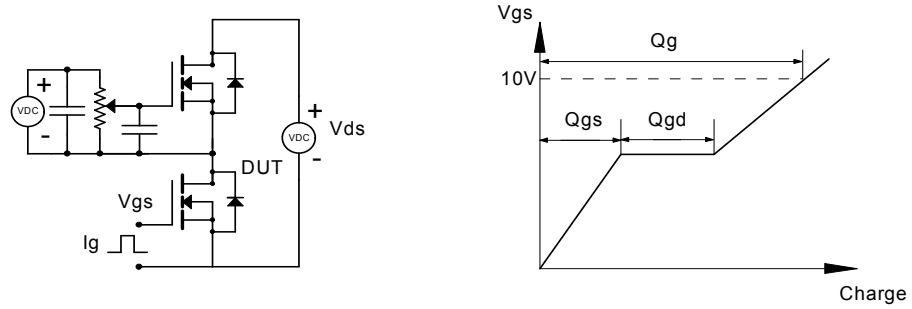 +
VDC
-
Vgs
Ig
DUT
+
VDC
Vds
-
Vgs
Qg
10V
Qgs
Qgd
Charge